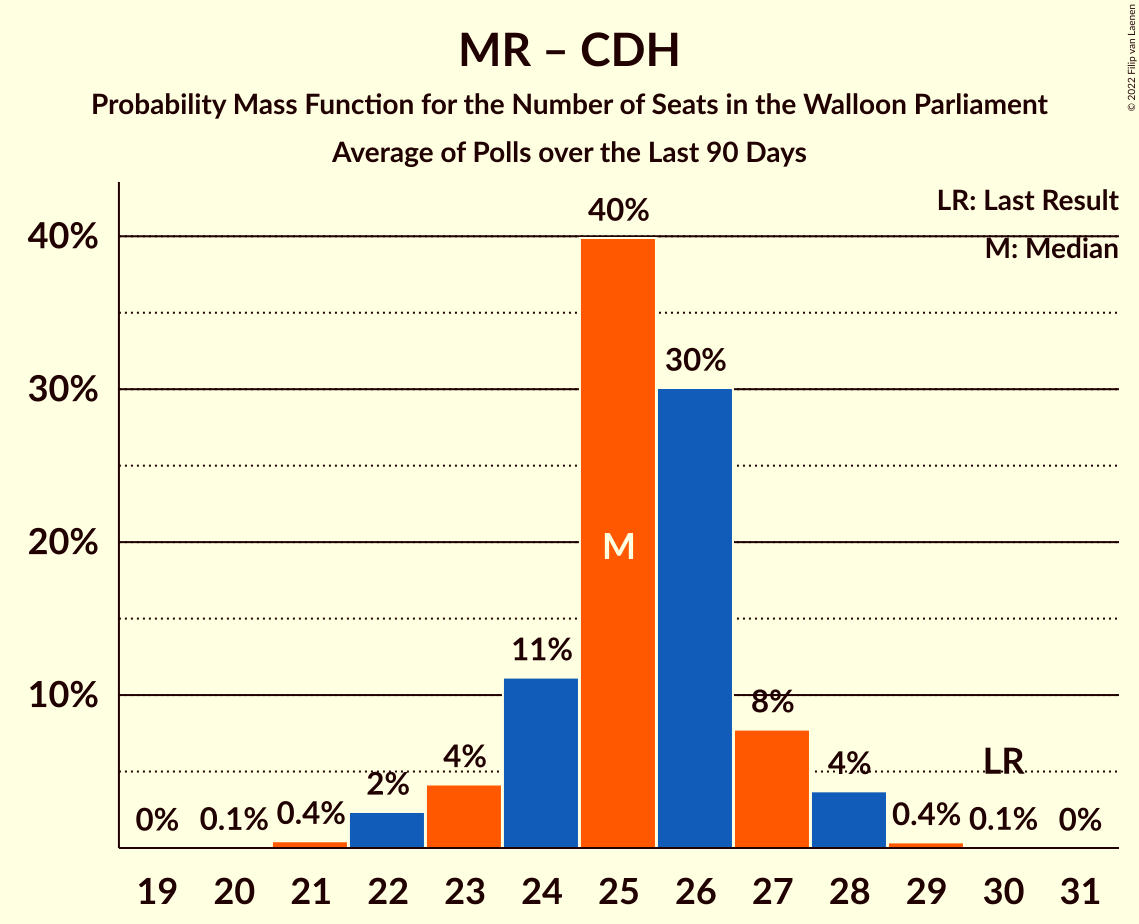 MR – CDH
Probability Mass Function for the Number of Seats in the Walloon Parliament
Average of Polls over the Last 90 Days
© 2022 Filip van Laenen
LR: Last Result
M: Median
40%
30%
20%
10%
0%
0.1%
0.4%
2%
4%
11%
40%
M
30%
8%
4%
0.4%
LR
0.1%
0%
19 20 21 22 23 24 25 26 27 28 29 30 31